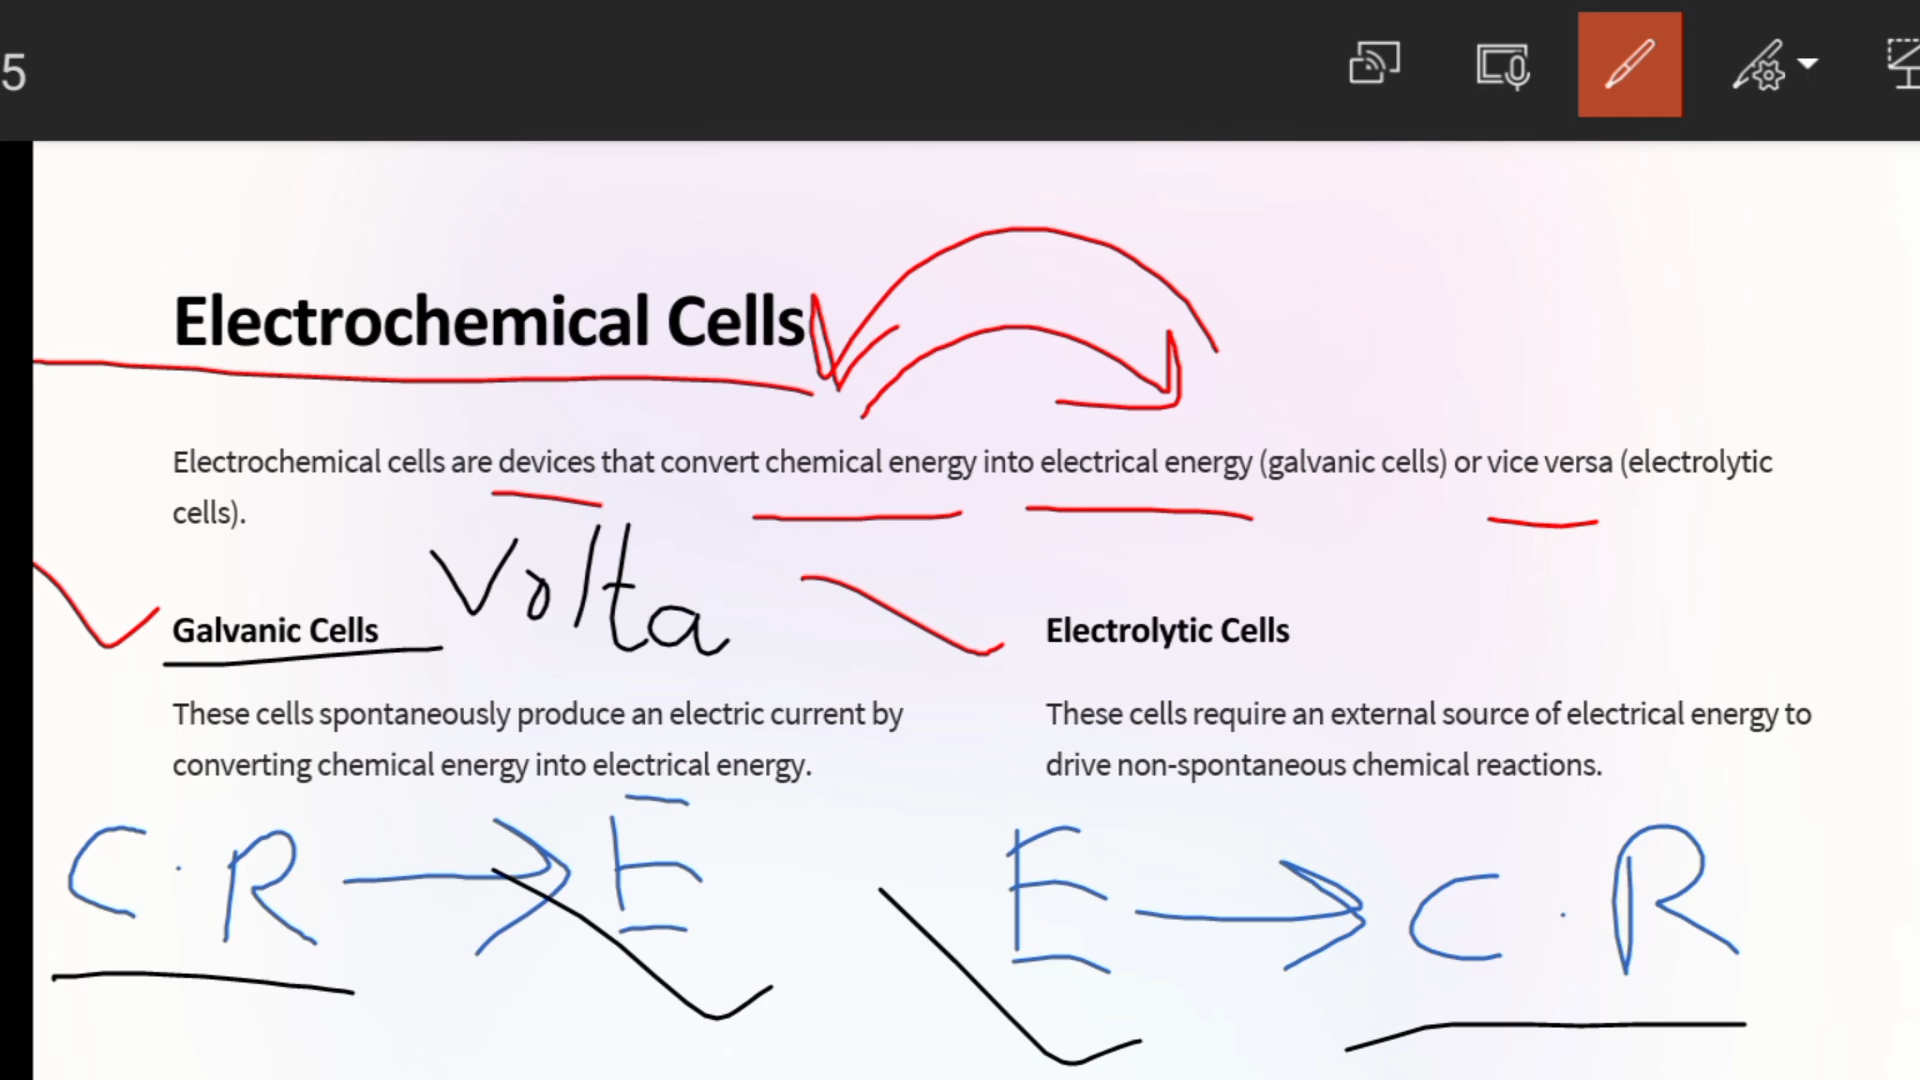 5
Electrochemical Cells
Electrochemical cells are devices that convert chemical energy into electrical energy (galvanic cells) or vice versa (electrolytic
cells).
Volta
Galvanic Cells
These cells spontaneously produce an electric current by
converting chemical energy into electrical energy.
C . R → E
Electrolytic Cells
These cells require an external source of electrical energy to
drive non-spontaneous chemical reactions.
E → C . R